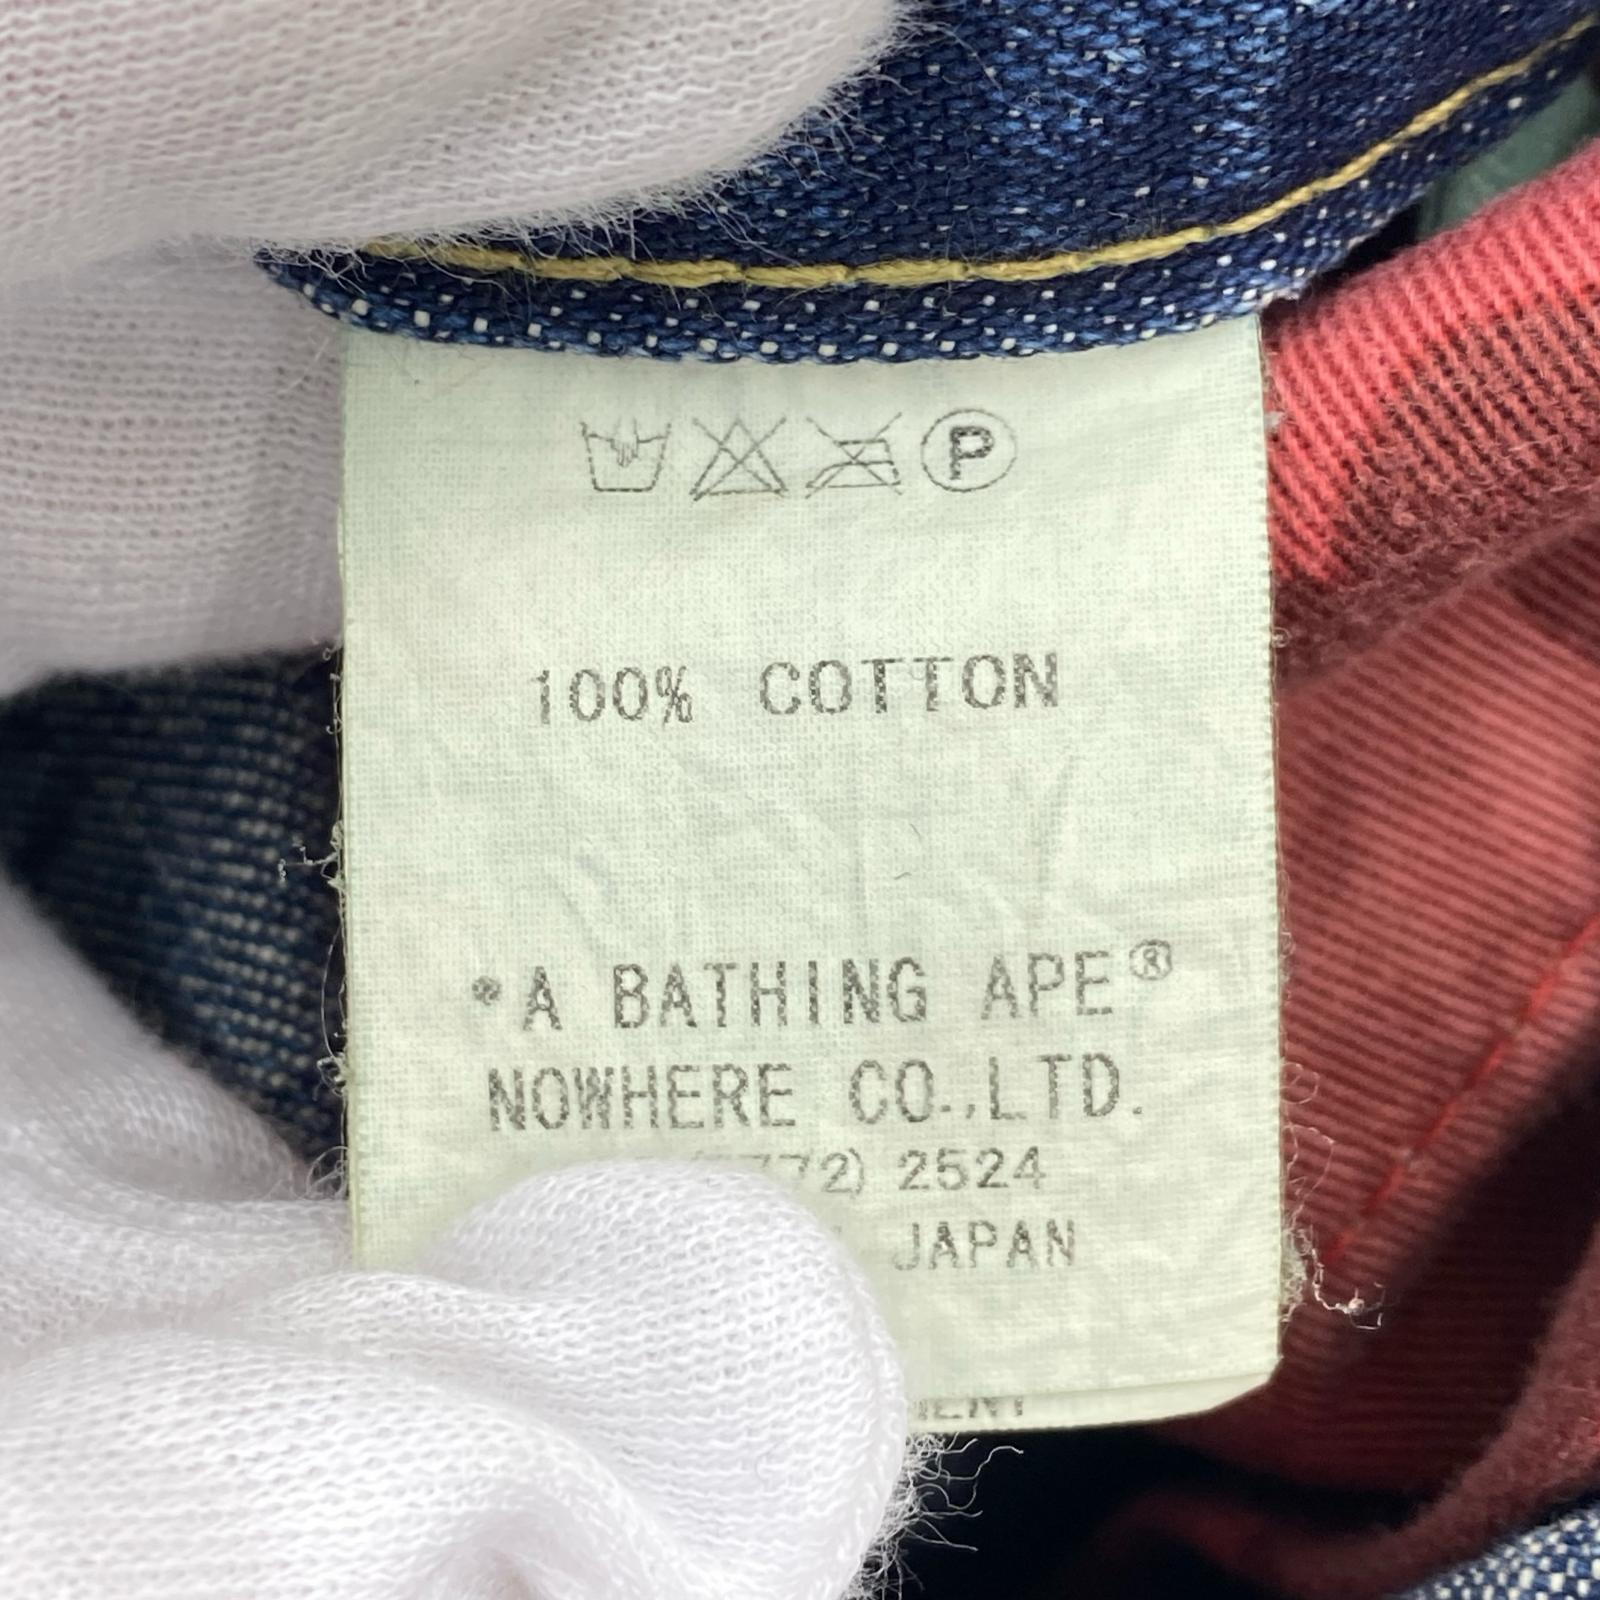 P
100% COTTON
•A BATHING APE®
NOWHERE CO.,LTD.
2524
JAPAN